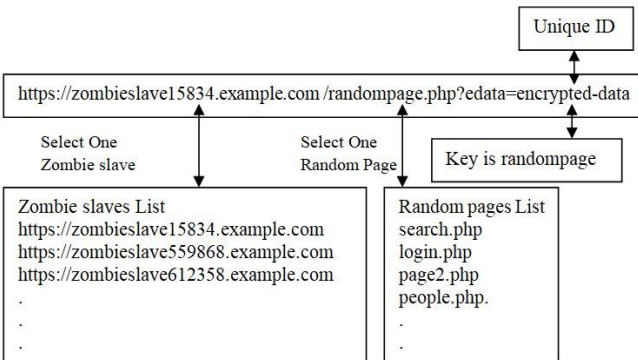 Unique ID
https://zombieslave15834.example.com /randompage.php?edata=encrypted-data
Select One
Zombie slave
Select One
Random Page
Key is randompage
Zombie slaves List
https://zombieslave15834.example.com
https://zombieslave559868.example.com
https://zombieslave612358.example.com
.
.
.
Random pages List
search.php
login.php
page2.php
people.php.
.
.